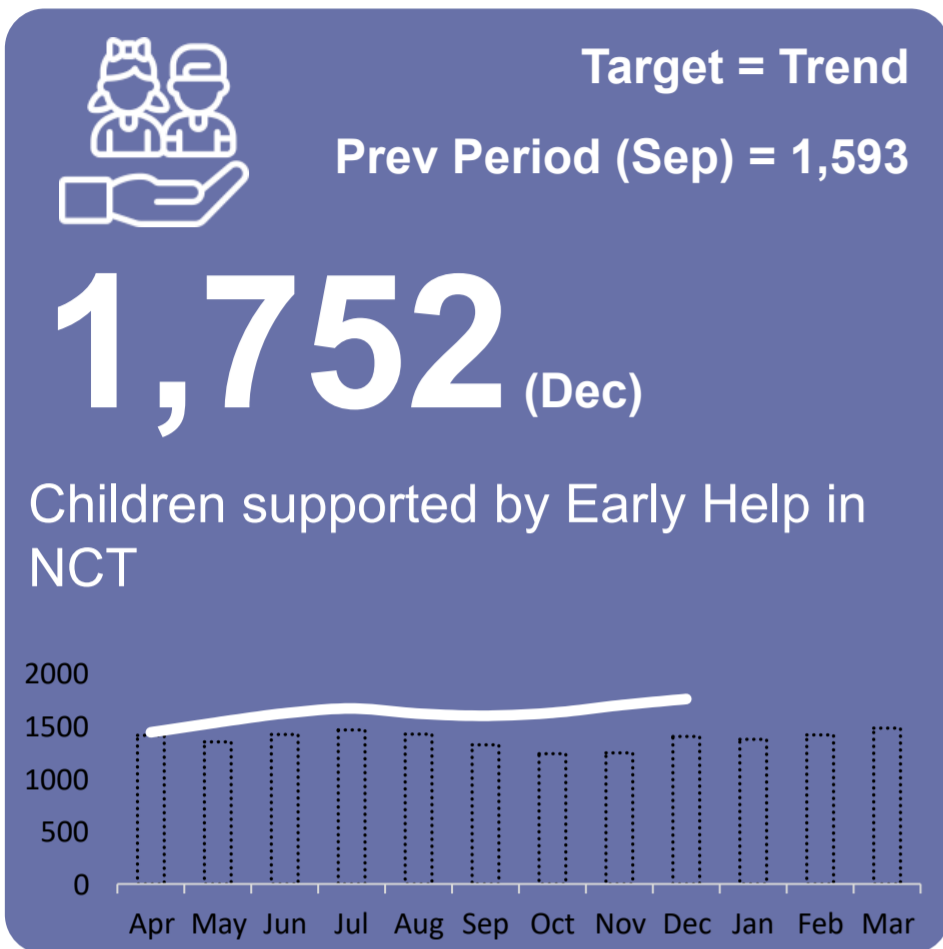 Target = Trend
Prev Period (Sep) = 1,593
1,752 (Dec)
Children supported by Early Help in
NCT
2000
1500
1000
500
0
Apr May Jun Jul Aug Sep Oct Nov Dec Jan Feb Mar